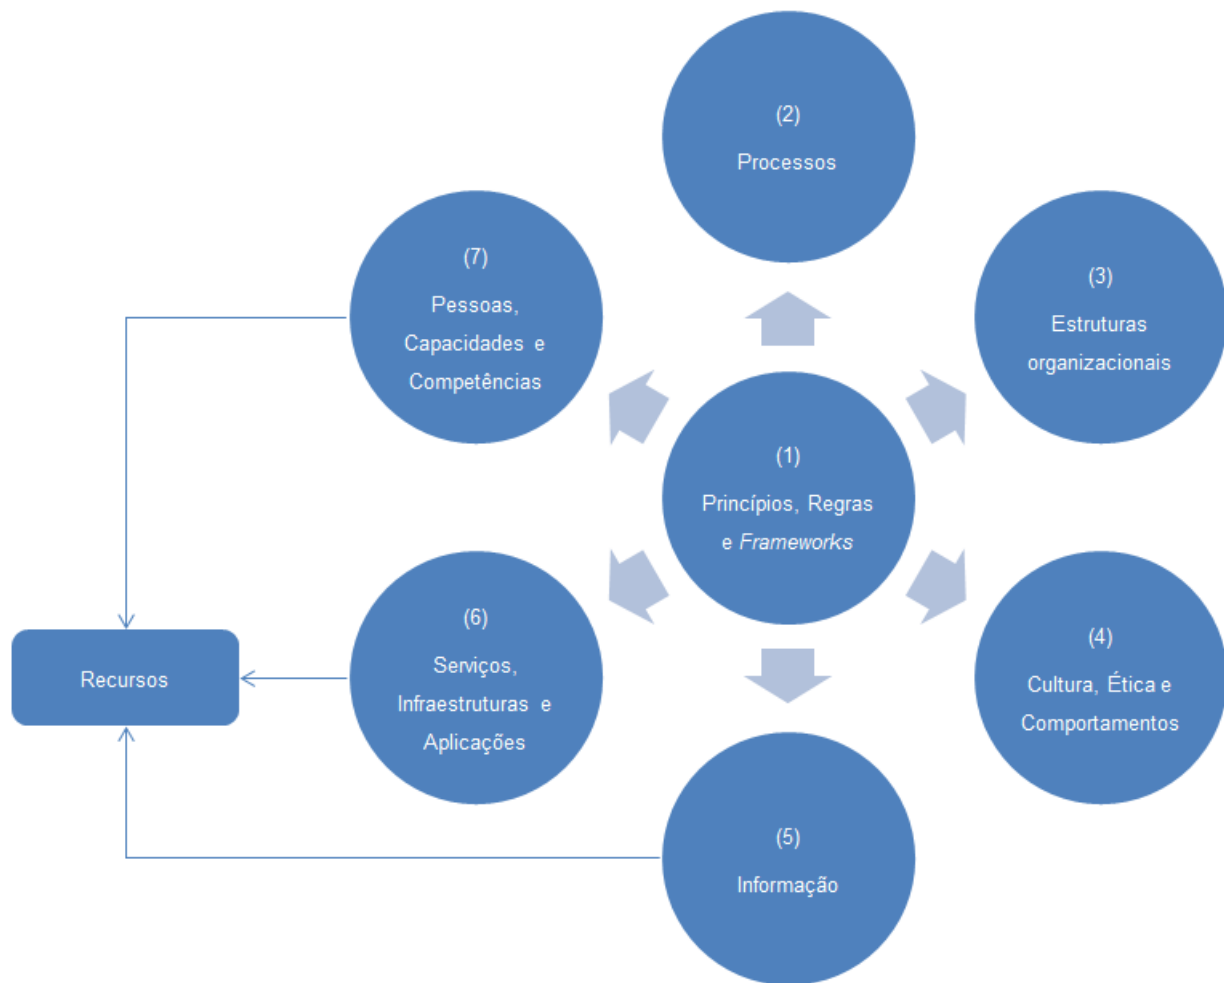 (1)
Princípios, Regras
e Frameworks
(2)
Processos
(3)
Estruturas
organizacionais
(4)
Cultura, Ética e
Comportamentos
(5)
Informação
(6)
Serviços,
Infraestruturas e
Aplicações
(7)
Pessoas,
Capacidades e
Competências
Recursos